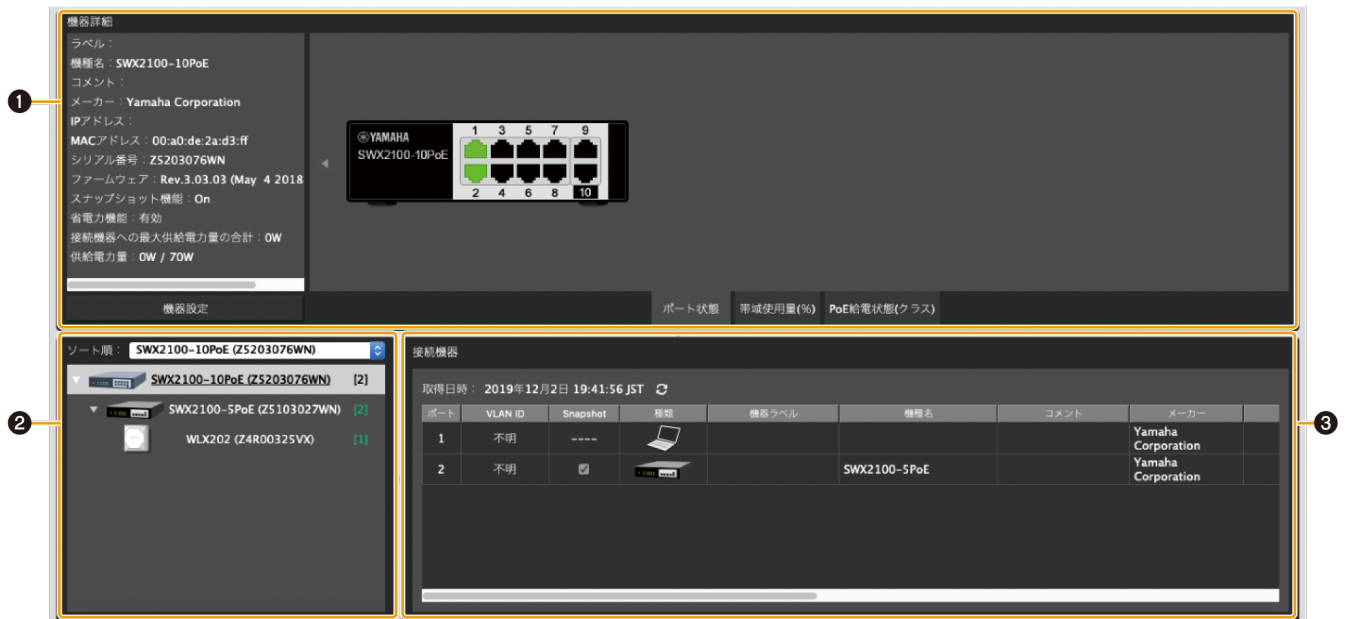 ❶
❷
❸
機器詳細
ラベル：
機種名：SWX2100-10PoE
コメント：
メーカー：Yamaha Corporation
IPアドレス：
MACアドレス：00:a0:de:2a:d3:ff
シリアル番号：Z5203076WN
ファームウェア：Rev.3.03.03 (May 4 2018
スナップショット機能：On
省電力機能：有効
接続機器への最大供給電力量の合計：0W
供給電力量：0W / 70W
機器設定
YAMAHA
SWX2100-10PoE
1 3 5 7 9
2 4 6 8 10
ポート状態 帯域使用量(%) PoE給電状態(クラス)
ソート順： SWX2100-10PoE (Z5203076WN)
SWX2100-10PoE (Z5203076WN) [2]
SWX2100-5PoE (Z5103027WN) [2]
WLX202 (Z4R00325VX) [1]
接続機器
取得日時： 2019年12月2日 19:41:56 JST
ポート VLAN ID Snapshot 種類 機器ラベル 機種名 コメント メーカー
1 不明 ---- Yamaha Corporation
2 不明 SWX2100-5PoE Yamaha Corporation